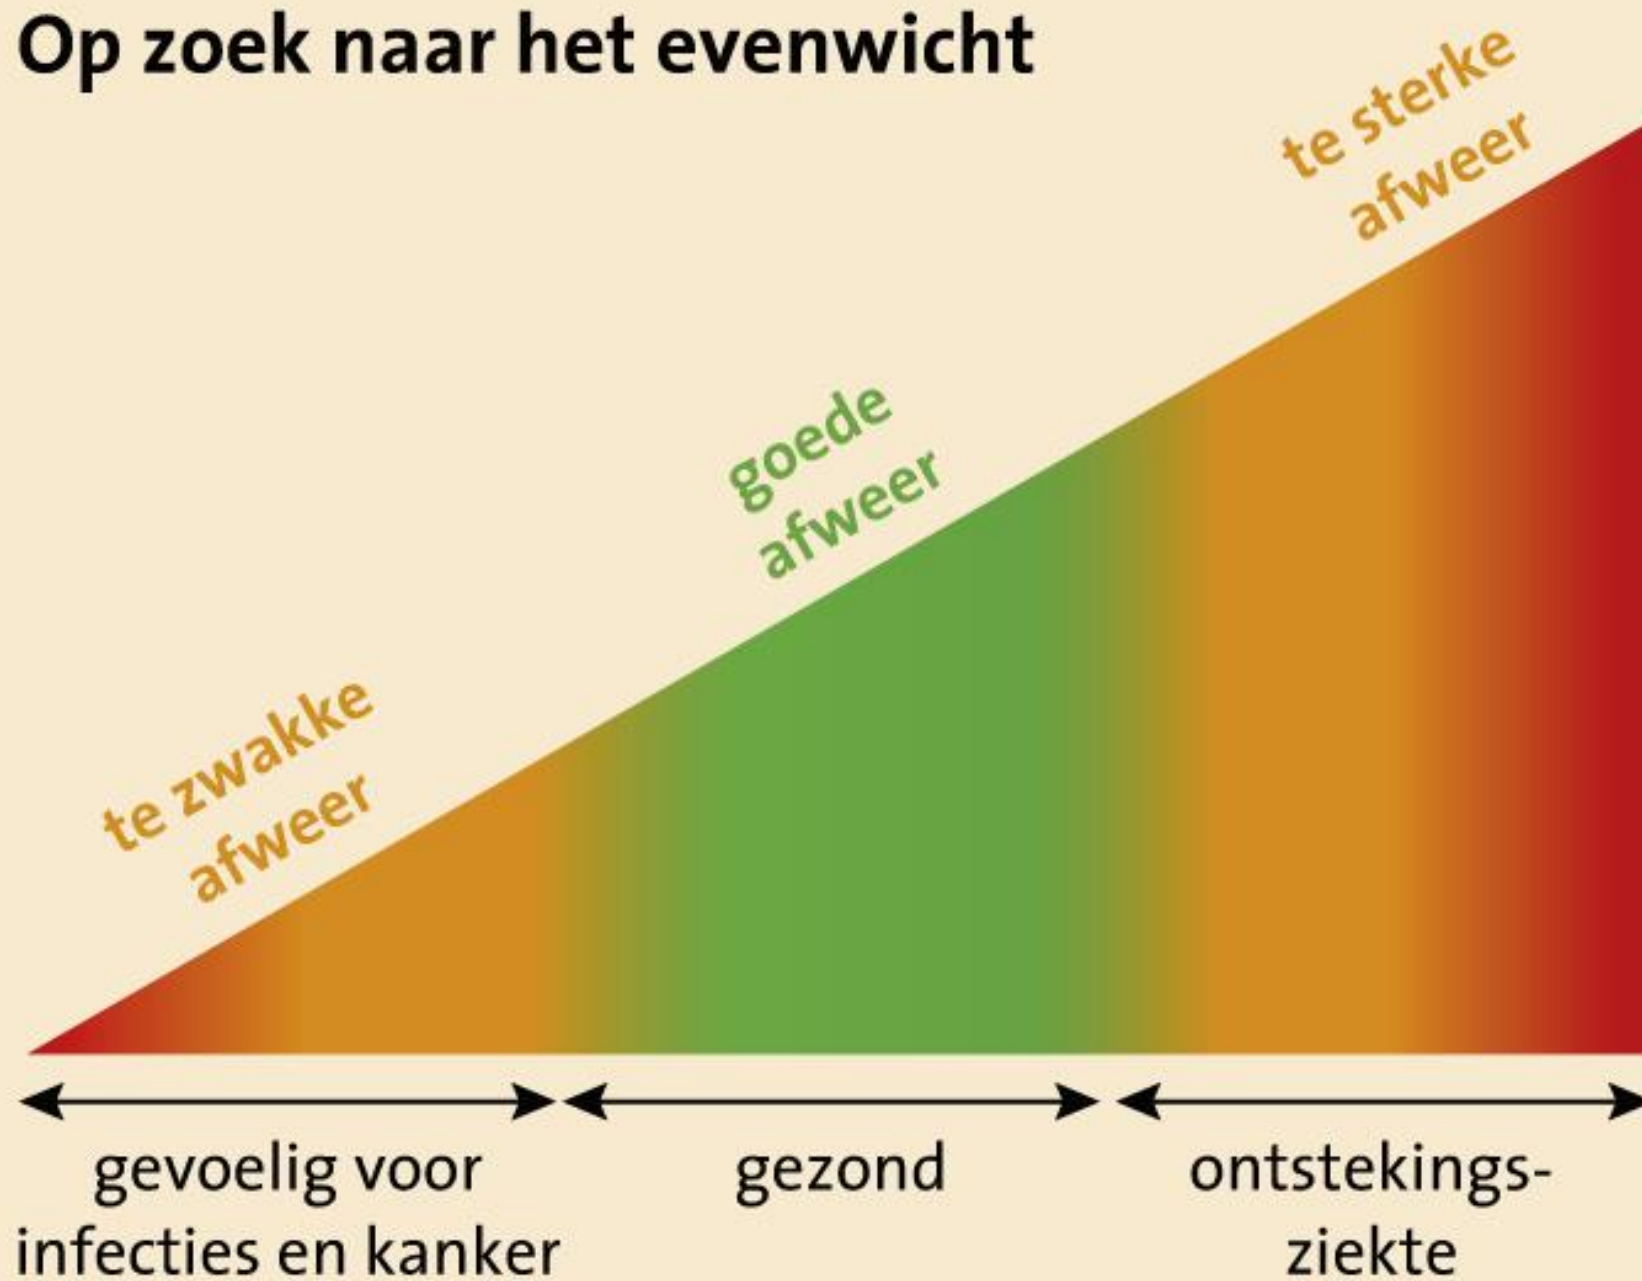 Op zoek naar het evenwicht
te sterke
afweer
goede
afweer
te zwakke
afweer
gevoelig voor
infecties en kanker
gezond
ontstekings-
ziekte